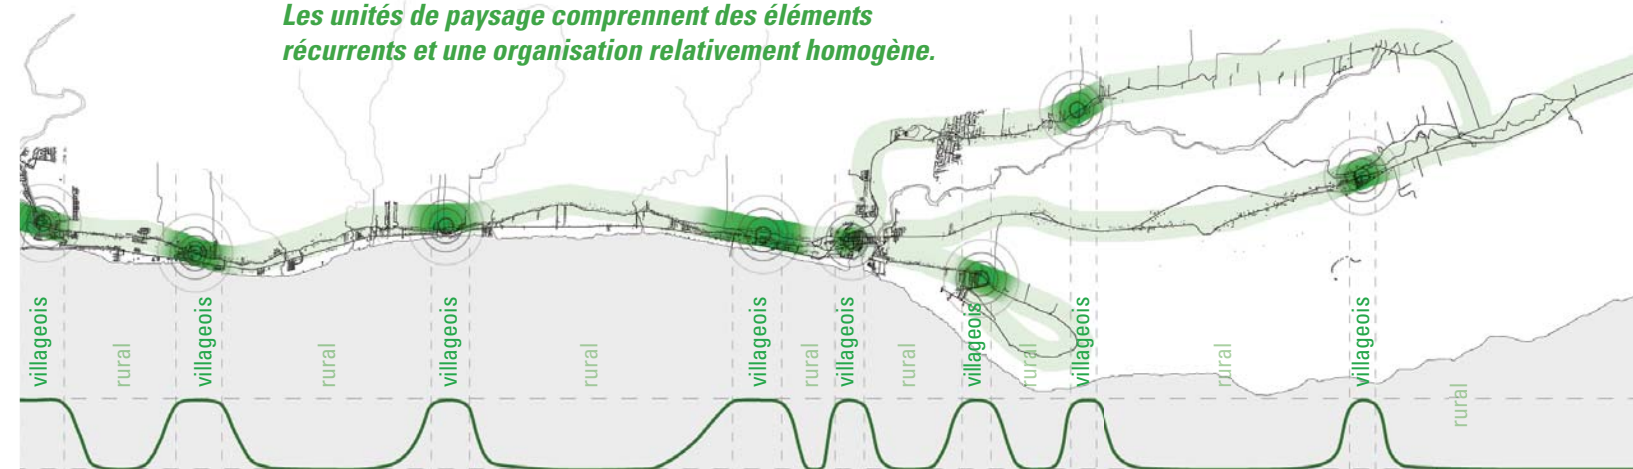 Les unités de paysage comprennent des éléments
récurrents et une organisation relativement homogène.
villageois
rural
villageois
rural
villageois
rural
villageois
rural
villageois
rural
villageois
rural
villageois
rural
villageois
rural